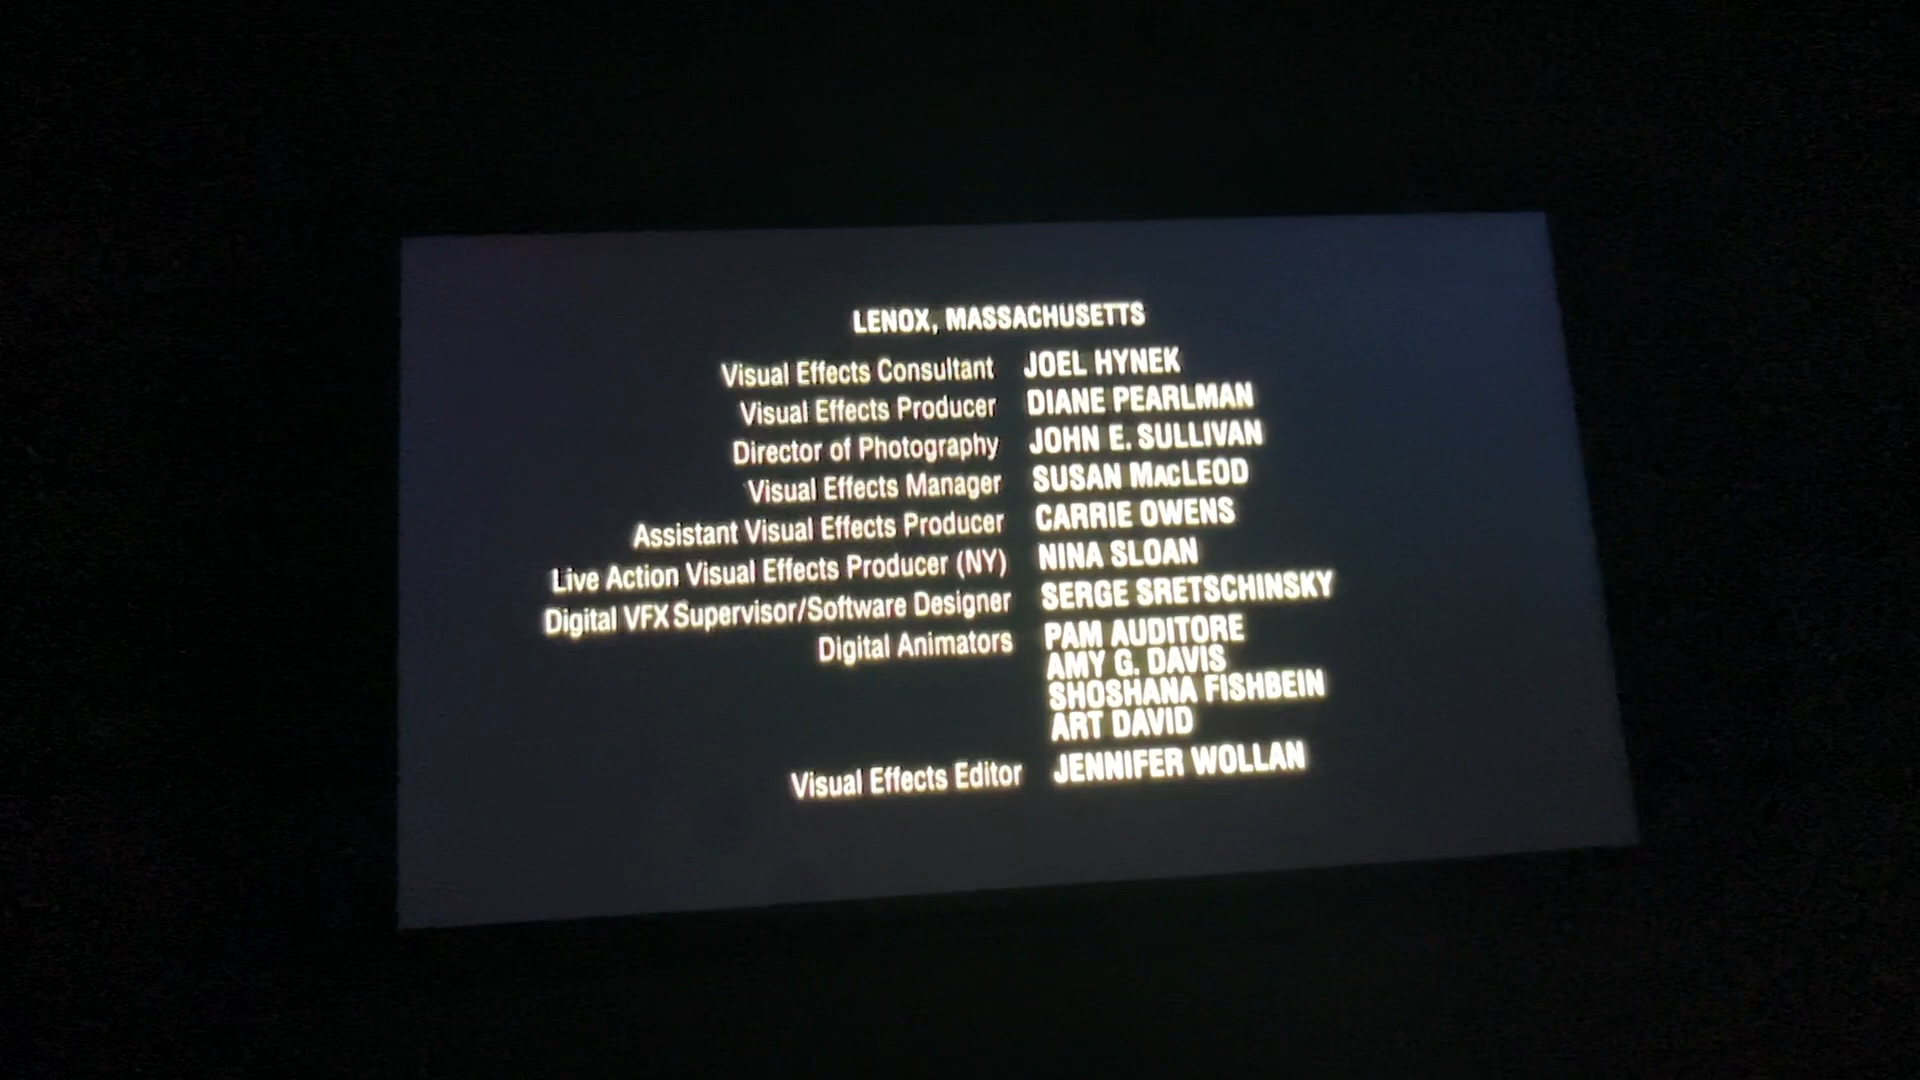 LENOX, MASSACHUSETTS
Visual Effects Consultant JOEL HYNEK
Visual Effects Producer DIANE PEARLMAN
Director of Photography JOHN E. SULLIVAN
Visual Effects Manager SUSAN MacLEOD
Assistant Visual Effects Producer CARRIE OWENS
Live Action Visual Effects Producer (NY) NINA SLOAN
Digital VFX Supervisor/Software Designer SERGE SRETSCHINSKY
Digital Animators PAM AUDITORE
AMY G. DAVIS
SHOSHANA FISHBEIN
ART DAVID
Visual Effects Editor JENNIFER WOLLAN